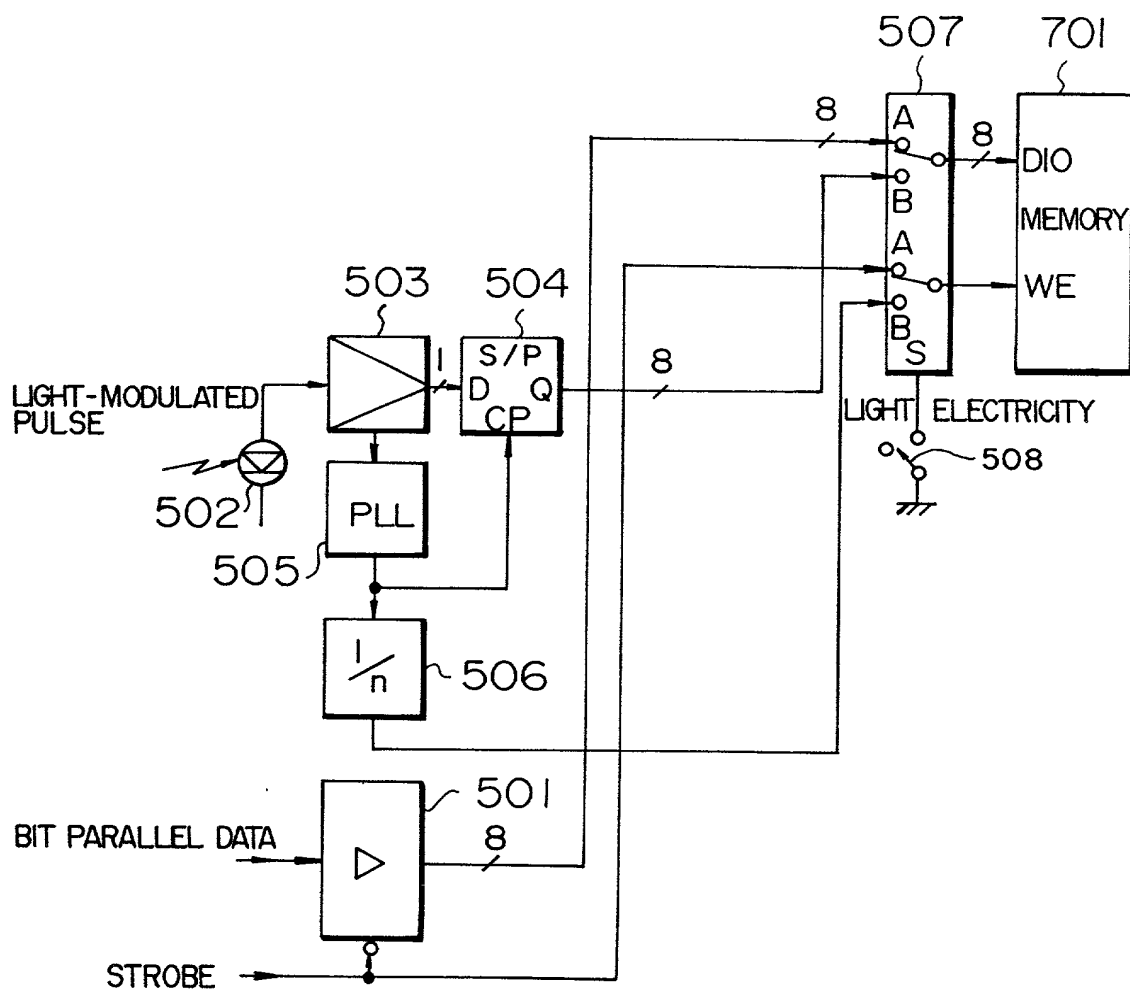 507
701
8
A
8
DIO
B
MEMORY
A
WE
B
S
503
504
1
S/P
D Q
CP
8
LIGHT-MODULATED
PULSE
LIGHT ELECTRICITY
508
502
PLL
505
1/n
506
501
BIT PARALLEL DATA
8
STROBE